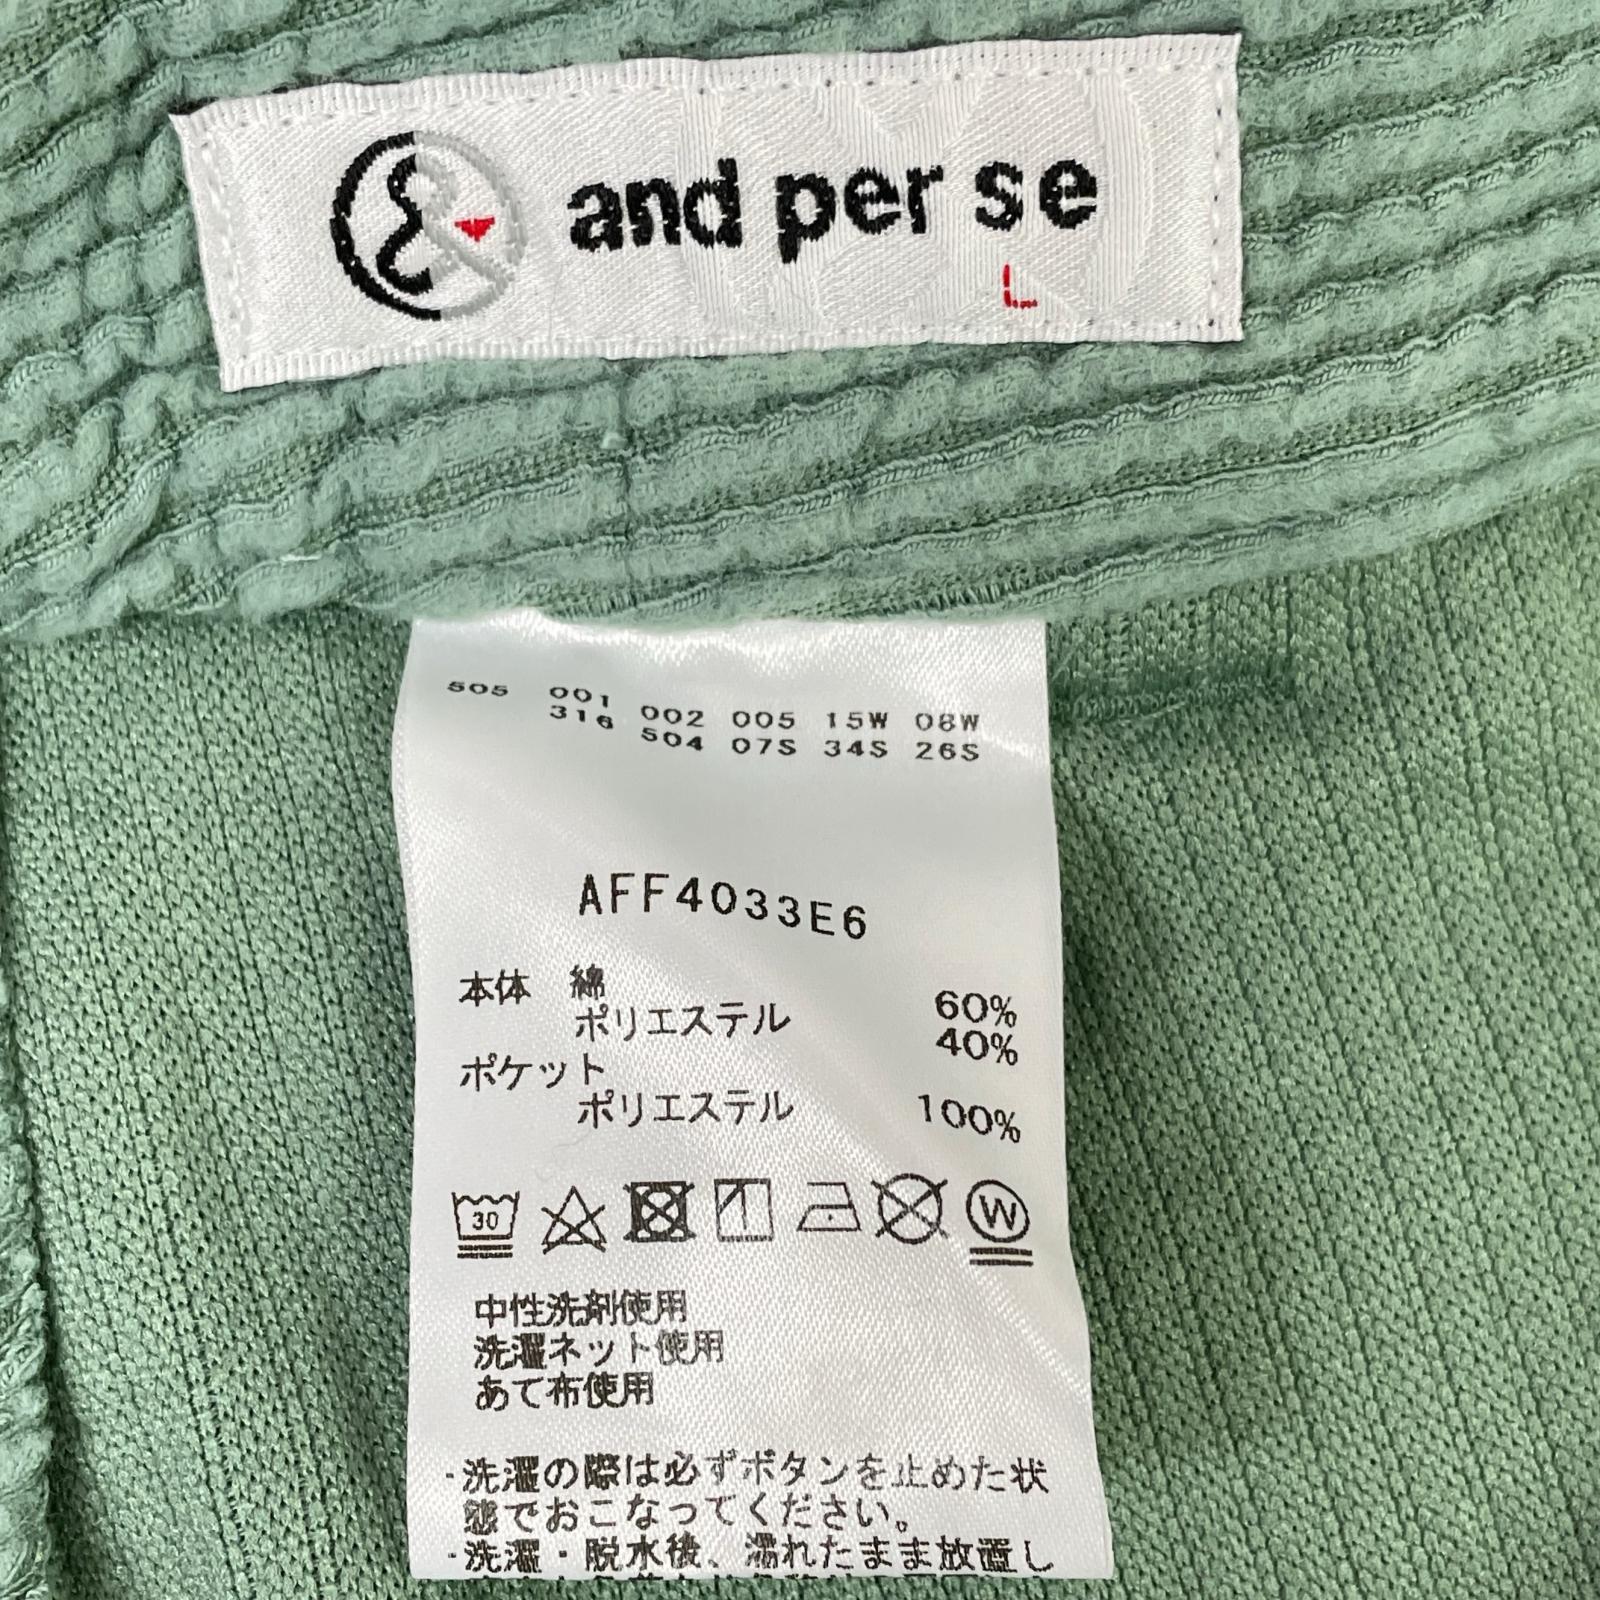 and per se
L
505 001 002 005 15W 08W
316 504 07S 34S 26S
AFF4033E6
本体 綿 60%
ポリエステル 40%
ポケット
ポリエステル 100%
30 W
中性洗剤使用
洗濯ネット使用
あて布使用
・洗濯の際は必ずボタンを止めた状
態でおこなってください。
・洗濯・脱水後、濡れたまま放置し